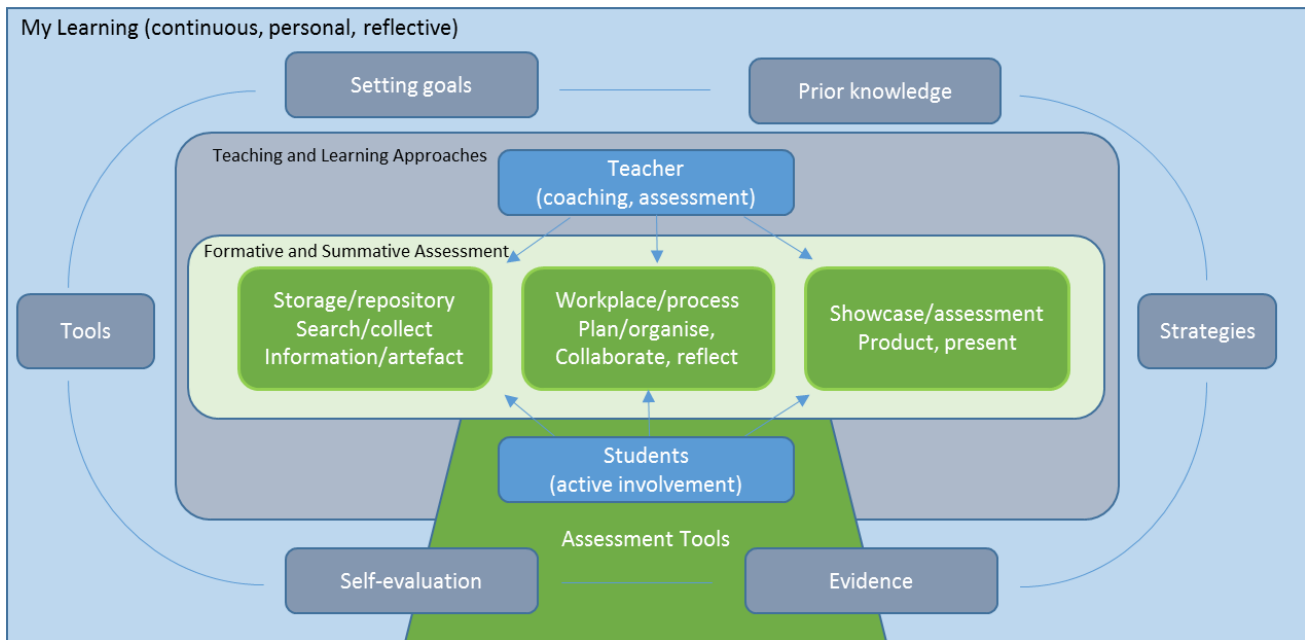 My Learning (continuous, personal, reflective)
Setting goals
Prior knowledge
Teaching and Learning Approaches
Teacher
(coaching, assessment)
Formative and Summative Assessment
Storage/repository
Search/collect
Information/artefact
Workplace/process
Plan/organise,
Collaborate, reflect
Showcase/assessment
Product, present
Tools
Strategies
Students
(active involvement)
Assessment Tools
Self-evaluation
Evidence